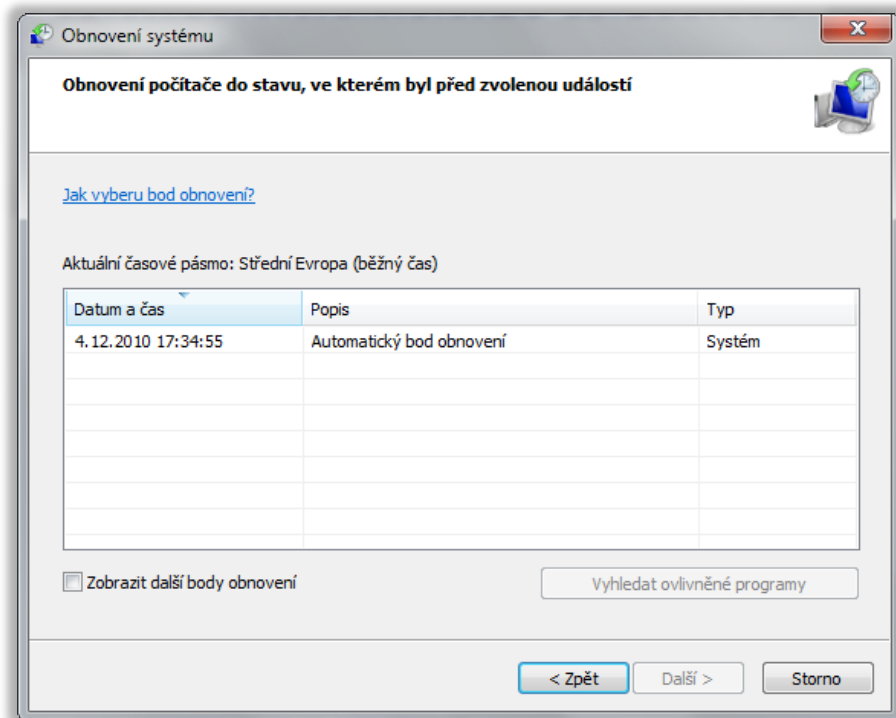 Obnovení systému
Obnovení počítače do stavu, ve kterém byl před zvolenou událostí
Jak vyberu bod obnovení?
Aktuální časové pásmo: Střední Evropa (běžný čas)
Datum a čas Popis Typ
4.12.2010 17:34:55 Automatický bod obnovení Systém
Zobrazit další body obnovení Vyhledat ovlivněné programy
< Zpět Další > Storno